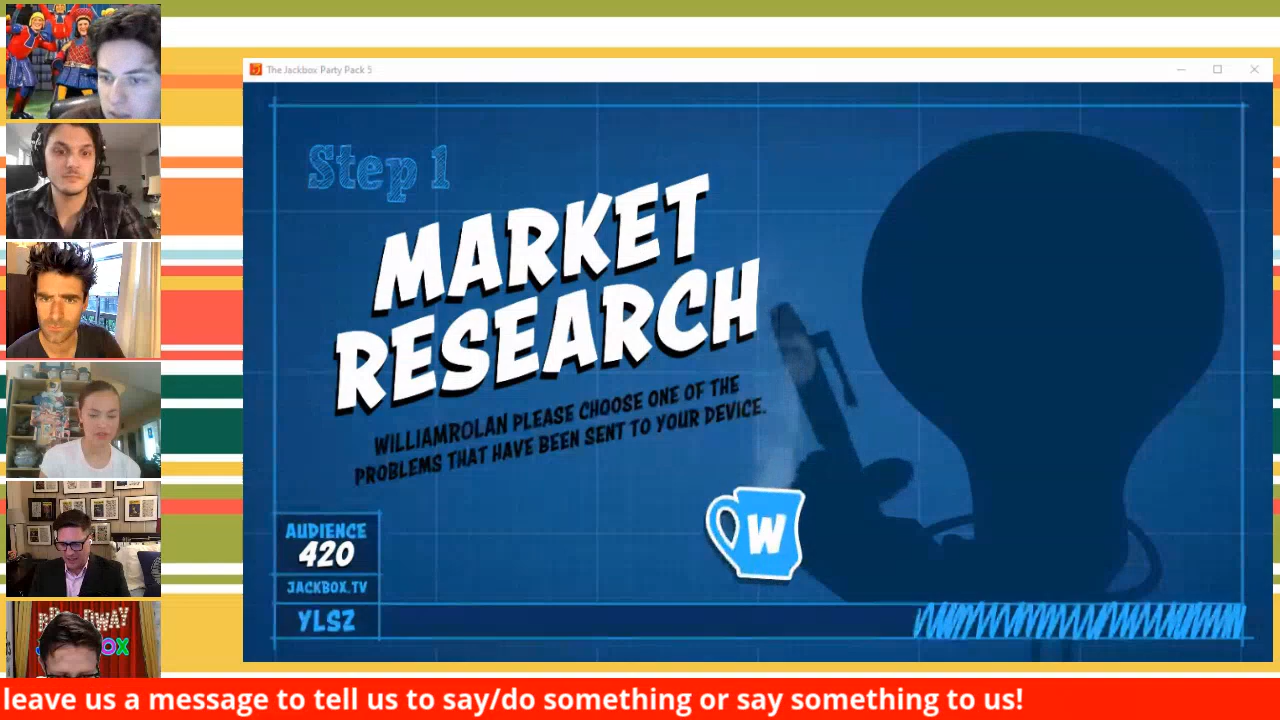 The Jackbox Party Pack 5
Step 1
MARKET
RESEARCH
WILLIAMROLAN PLEASE CHOOSE ONE OF THE
PROBLEMS THAT HAVE BEEN SENT TO YOUR DEVICE.
W
AUDIENCE
420
JACKBOX.TV
YLSZ
BROADWAY
leave us a message to tell us to say/do something or say something to us!